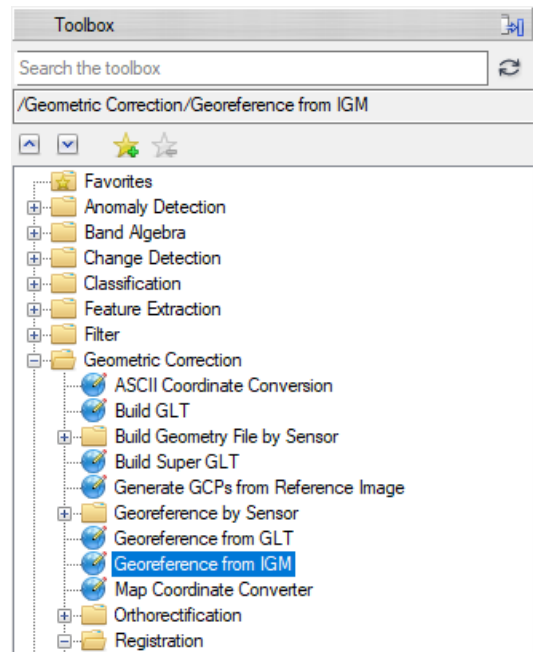 Toolbox
Search the toolbox
/Geometric Correction/Georeference from IGM
Favorites
Anomaly Detection
Band Algebra
Change Detection
Classification
Feature Extraction
Filter
Geometric Correction
ASCII Coordinate Conversion
Build GLT
Build Geometry File by Sensor
Build Super GLT
Generate GCPs from Reference Image
Georeference by Sensor
Georeference from GLT
Georeference from IGM
Map Coordinate Converter
Orthorectification
Registration